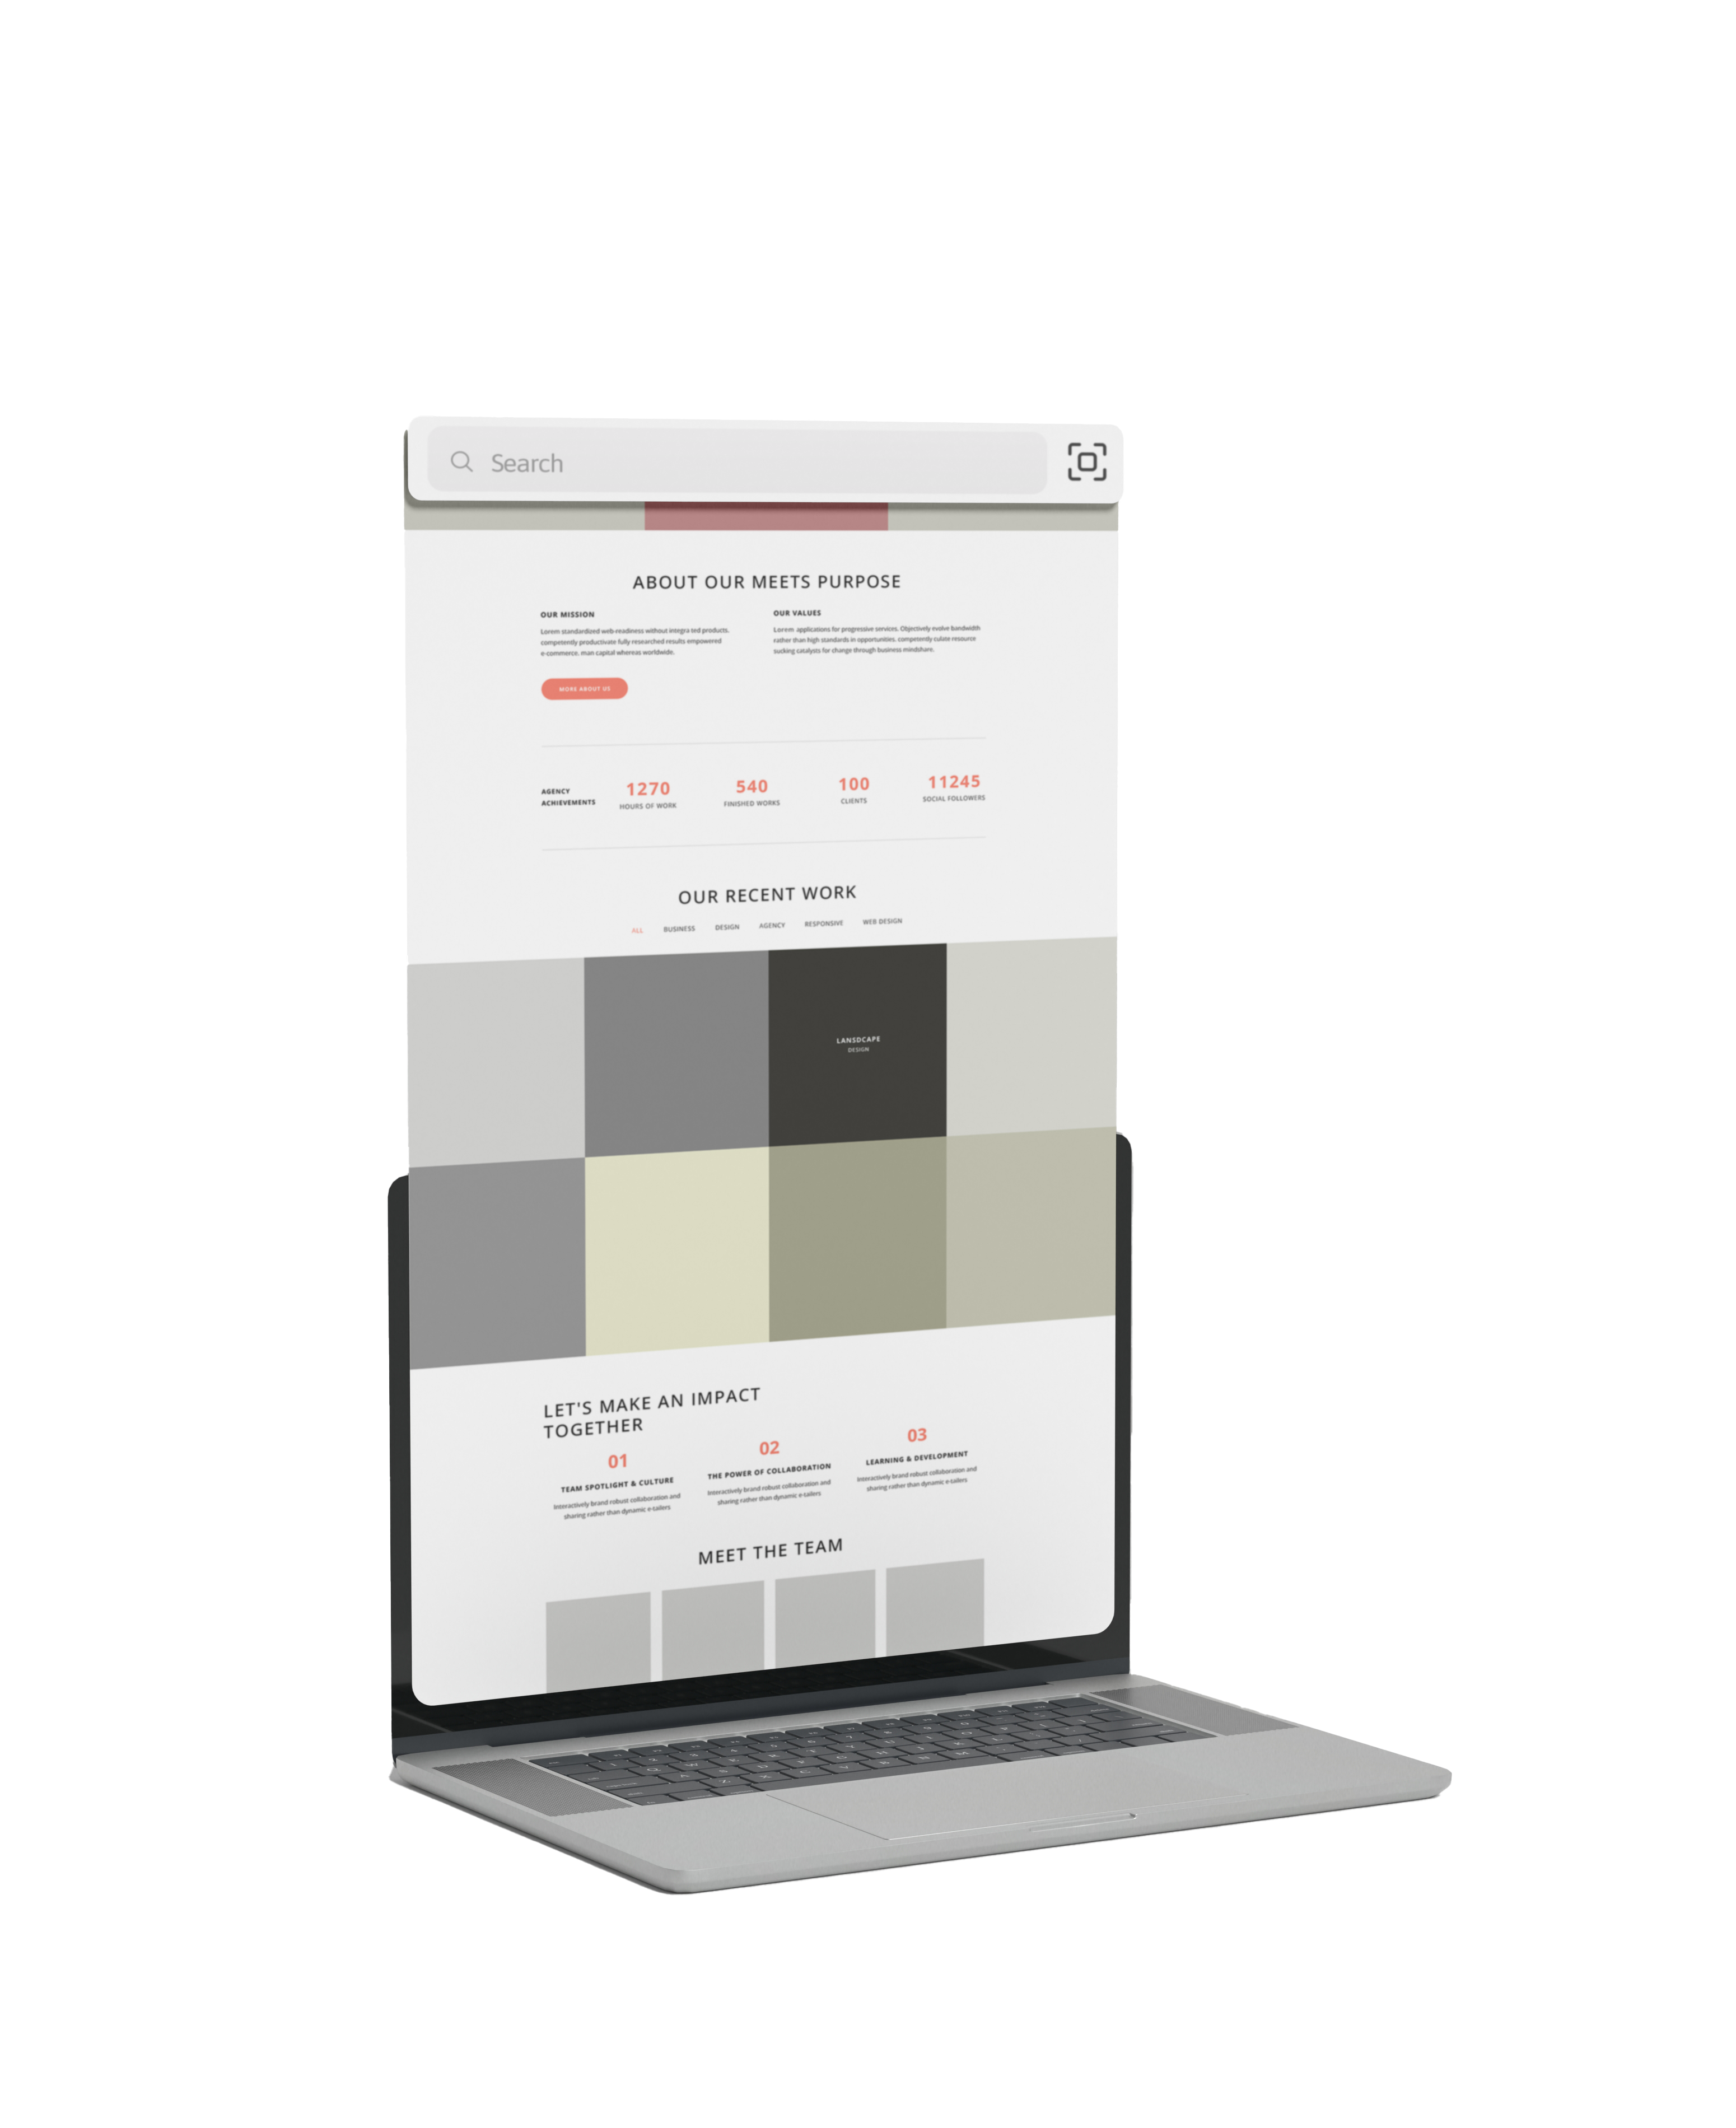 Search
ABOUT OUR MEETS PURPOSE
OUR MISSION
Lorem standardized web-readiness without integra ted products.
competently productivate fully researched results empowered
e-commerce. man capital whereas worldwide.
MORE ABOUT US
OUR VALUES
Lorem applications for progressive services. Objectively evolve bandwidth
rather than high standards in opportunities. competently culate resource
sucking catalysts for change through business mindshare.
AGENCY
ACHIEVEMENTS
1270
HOURS OF WORK
540
FINISHED WORKS
100
CLIENTS
11245
SOCIAL FOLLOWERS
OUR RECENT WORK
ALL BUSINESS DESIGN AGENCY RESPONSIVE WEB DESIGN
LANSDCAPE
DESIGN
LET'S MAKE AN IMPACT
TOGETHER
01
TEAM SPOTLIGHT & CULTURE
Interactively brand robust collaboration and
sharing rather than dynamic e-tailers
02
THE POWER OF COLLABORATION
Interactively brand robust collaboration and
sharing rather than dynamic e-tailers
03
LEARNING & DEVELOPMENT
Interactively brand robust collaboration and
sharing rather than dynamic e-tailers
MEET THE TEAM